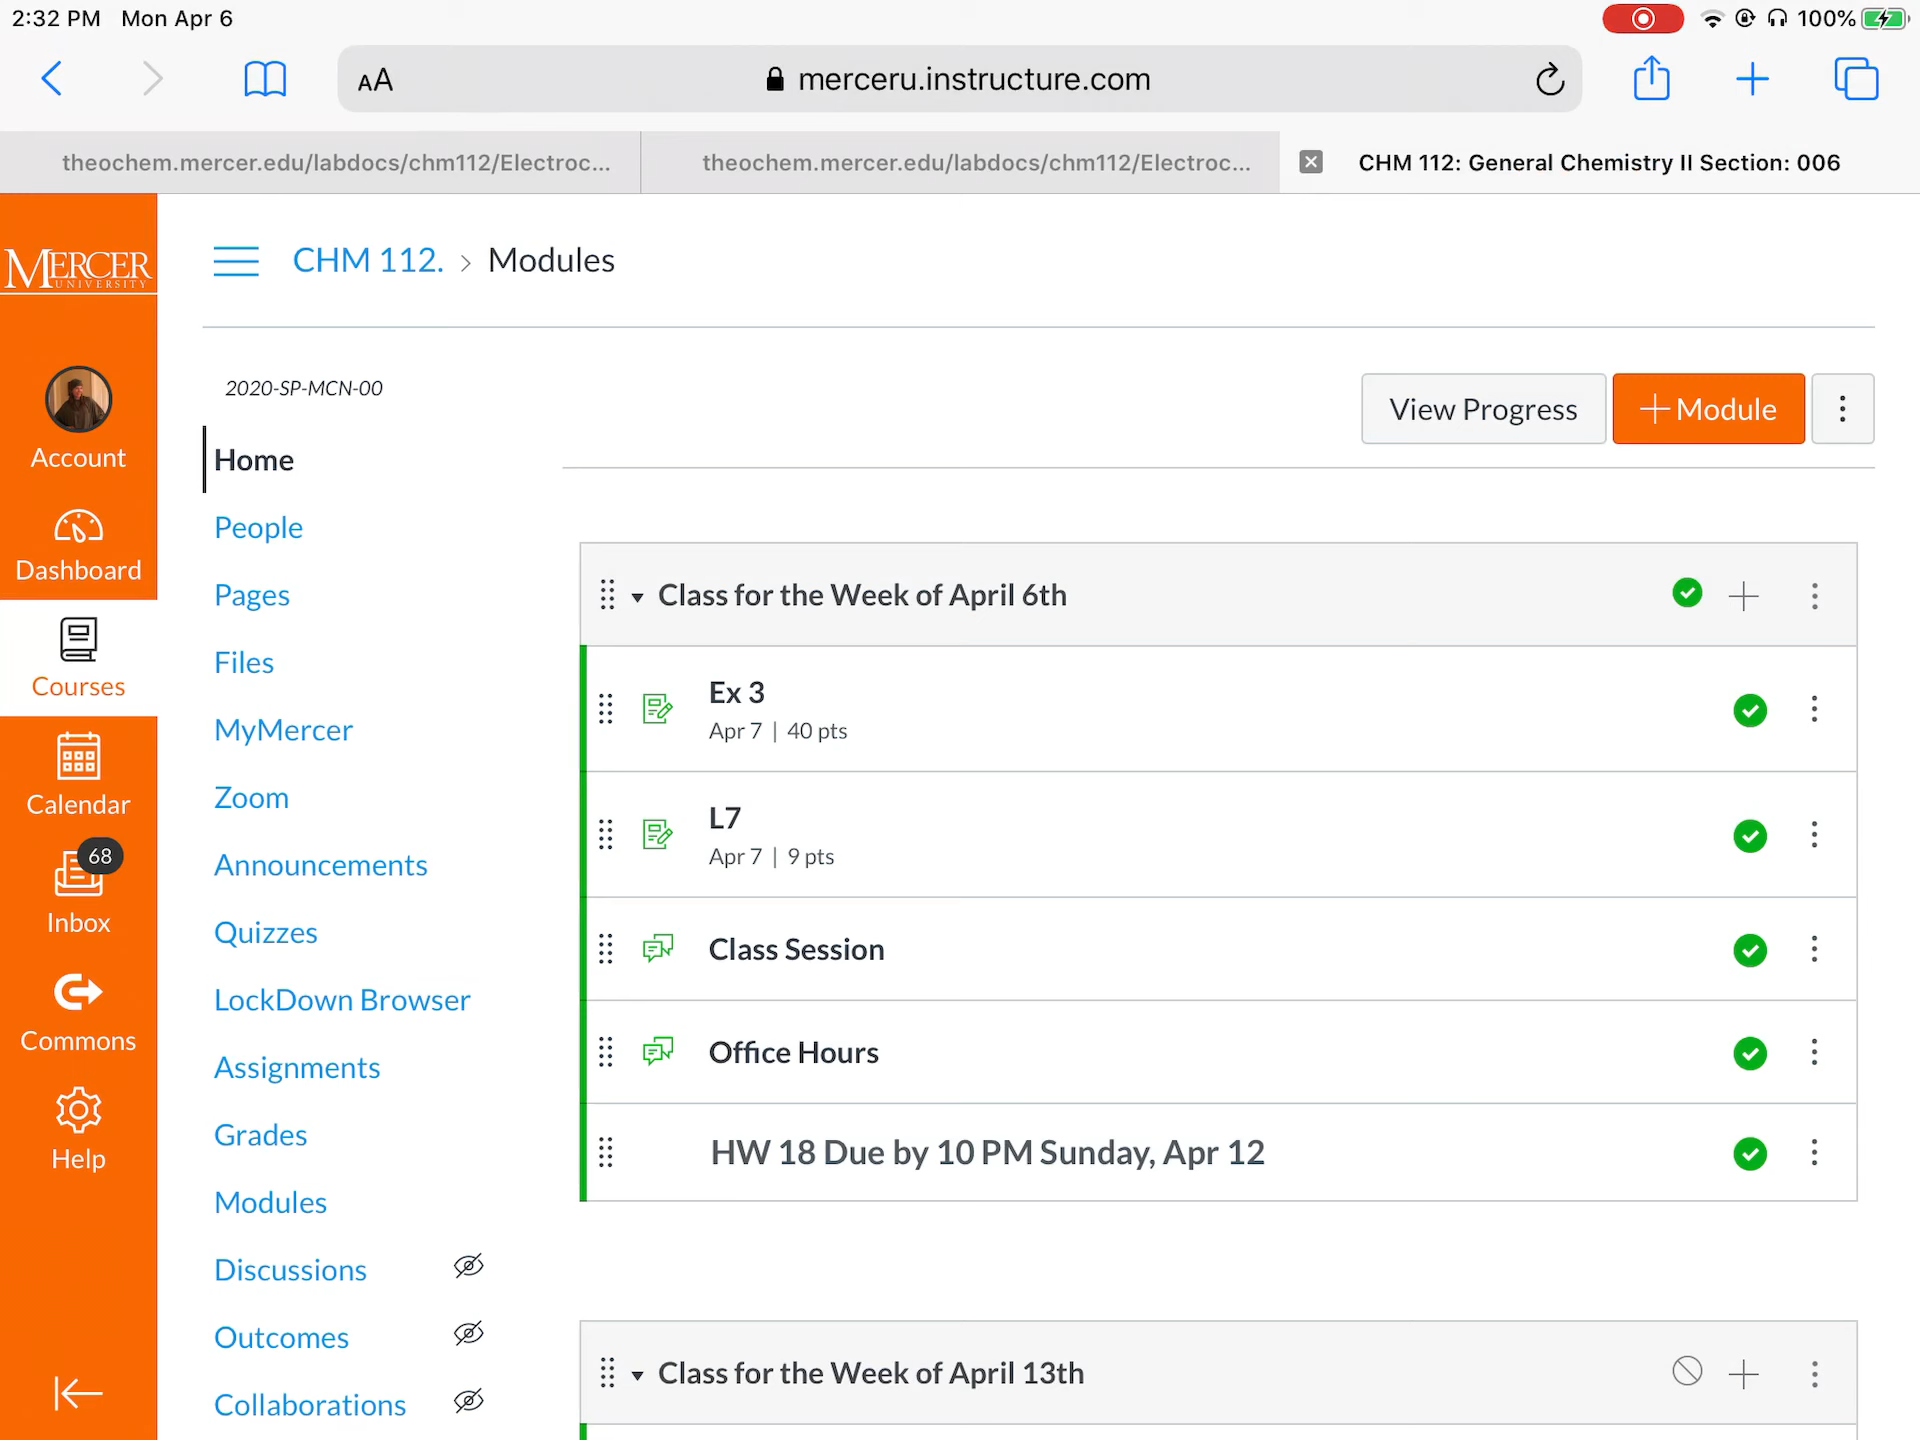 2:32 PM Mon Apr 6
100%
AA
merceru.instructure.com
theochem.mercer.edu/labdocs/chm112/Electroc...
theochem.mercer.edu/labdocs/chm112/Electroc...
CHM 112: General Chemistry II Section: 006
MERCER
UNIVERSITY
Account
Dashboard
Courses
Calendar
68
Inbox
Commons
Help
CHM 112. > Modules
2020-SP-MCN-00
Home
People
Pages
Files
MyMercer
Zoom
Announcements
Quizzes
LockDown Browser
Assignments
Grades
Modules
Discussions
Outcomes
Collaborations
View Progress
+ Module
Class for the Week of April 6th
Ex 3
Apr 7 | 40 pts
L7
Apr 7 | 9 pts
Class Session
Office Hours
HW 18 Due by 10 PM Sunday, Apr 12
Class for the Week of April 13th